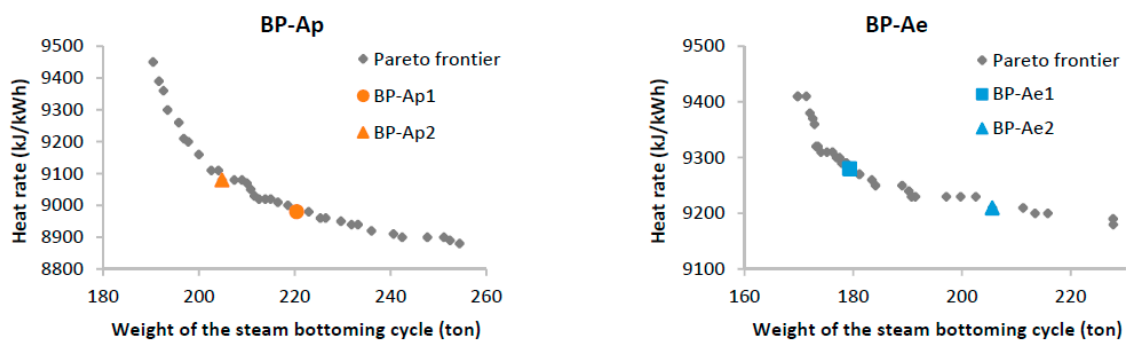 BP-Ap
Heat rate (kJ/kWh)
9500
9400
9300
9200
9100
9000
8900
8800
180
200
220
240
260
Weight of the steam bottoming cycle (ton)
Pareto frontier
BP-Ap1
BP-Ap2
BP-Ae
Heat rate (kJ/kWh)
9500
9400
9300
9200
9100
160
180
200
220
Weight of the steam bottoming cycle (ton)
Pareto frontier
BP-Ae1
BP-Ae2